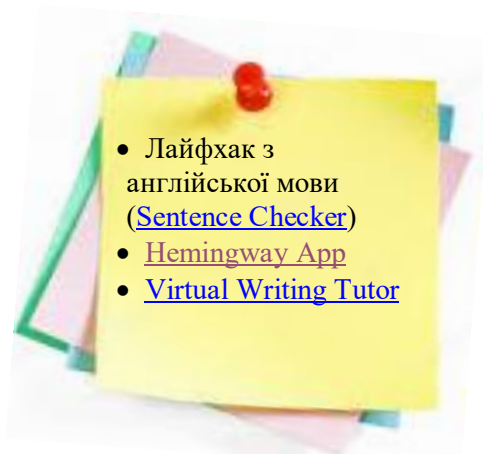 • Лайфхак з
англійської мови
(Sentence Checker)
• Hemingway App
• Virtual Writing Tutor